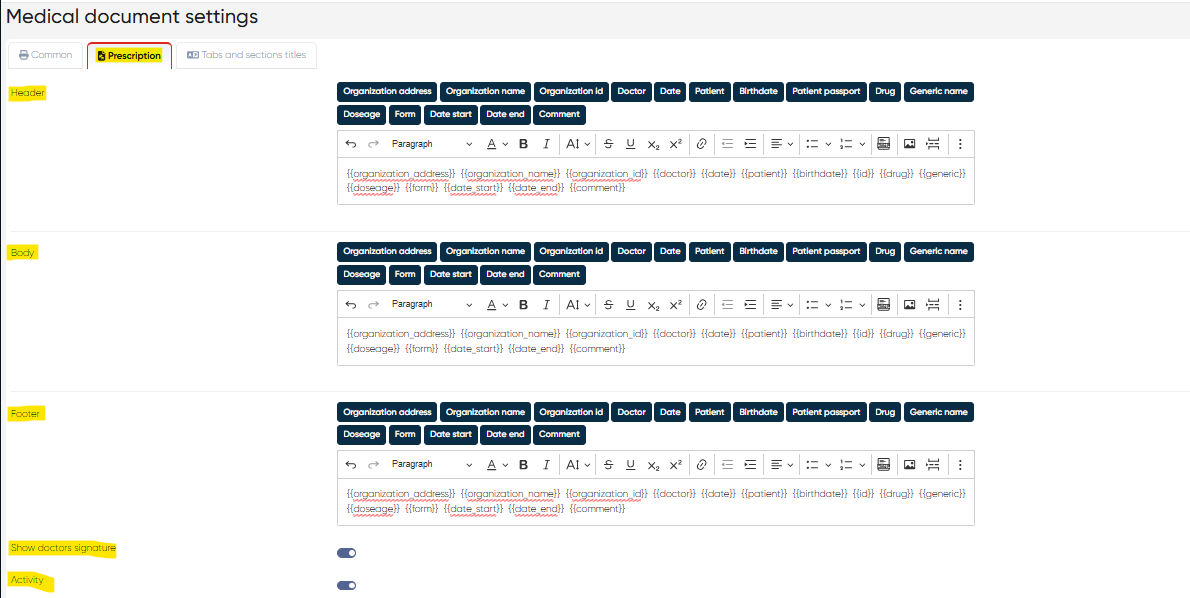 Medical document settings
Common Prescription Tabs and sections titles
Header
Organization address Organization name Organization id Doctor Date Patient Birthdate Patient passport Drug Generic name
Doseage Form Date start Date end Comment
Paragraph A B I A S U X₂ X²
{{organization_address}} {{organization_name}} {{organization_id}} {{doctor}} {{date}} {{patient}} {{birthdate}} {{id}} {{drug}} {{generic}}
{{doseage}} {{form}} {{date_start}} {{date_end}} {{comment}}
Body
Organization address Organization name Organization id Doctor Date Patient Birthdate Patient passport Drug Generic name
Doseage Form Date start Date end Comment
Paragraph A B I A S U X₂ X²
{{organization_address}} {{organization_name}} {{organization_id}} {{doctor}} {{date}} {{patient}} {{birthdate}} {{id}} {{drug}} {{generic}}
{{doseage}} {{form}} {{date_start}} {{date_end}} {{comment}}
Footer
Organization address Organization name Organization id Doctor Date Patient Birthdate Patient passport Drug Generic name
Doseage Form Date start Date end Comment
Paragraph A B I A S U X₂ X²
{{organization_address}} {{organization_name}} {{organization_id}} {{doctor}} {{date}} {{patient}} {{birthdate}} {{id}} {{drug}} {{generic}}
{{doseage}} {{form}} {{date_start}} {{date_end}} {{comment}}
Show doctors signature
Activity